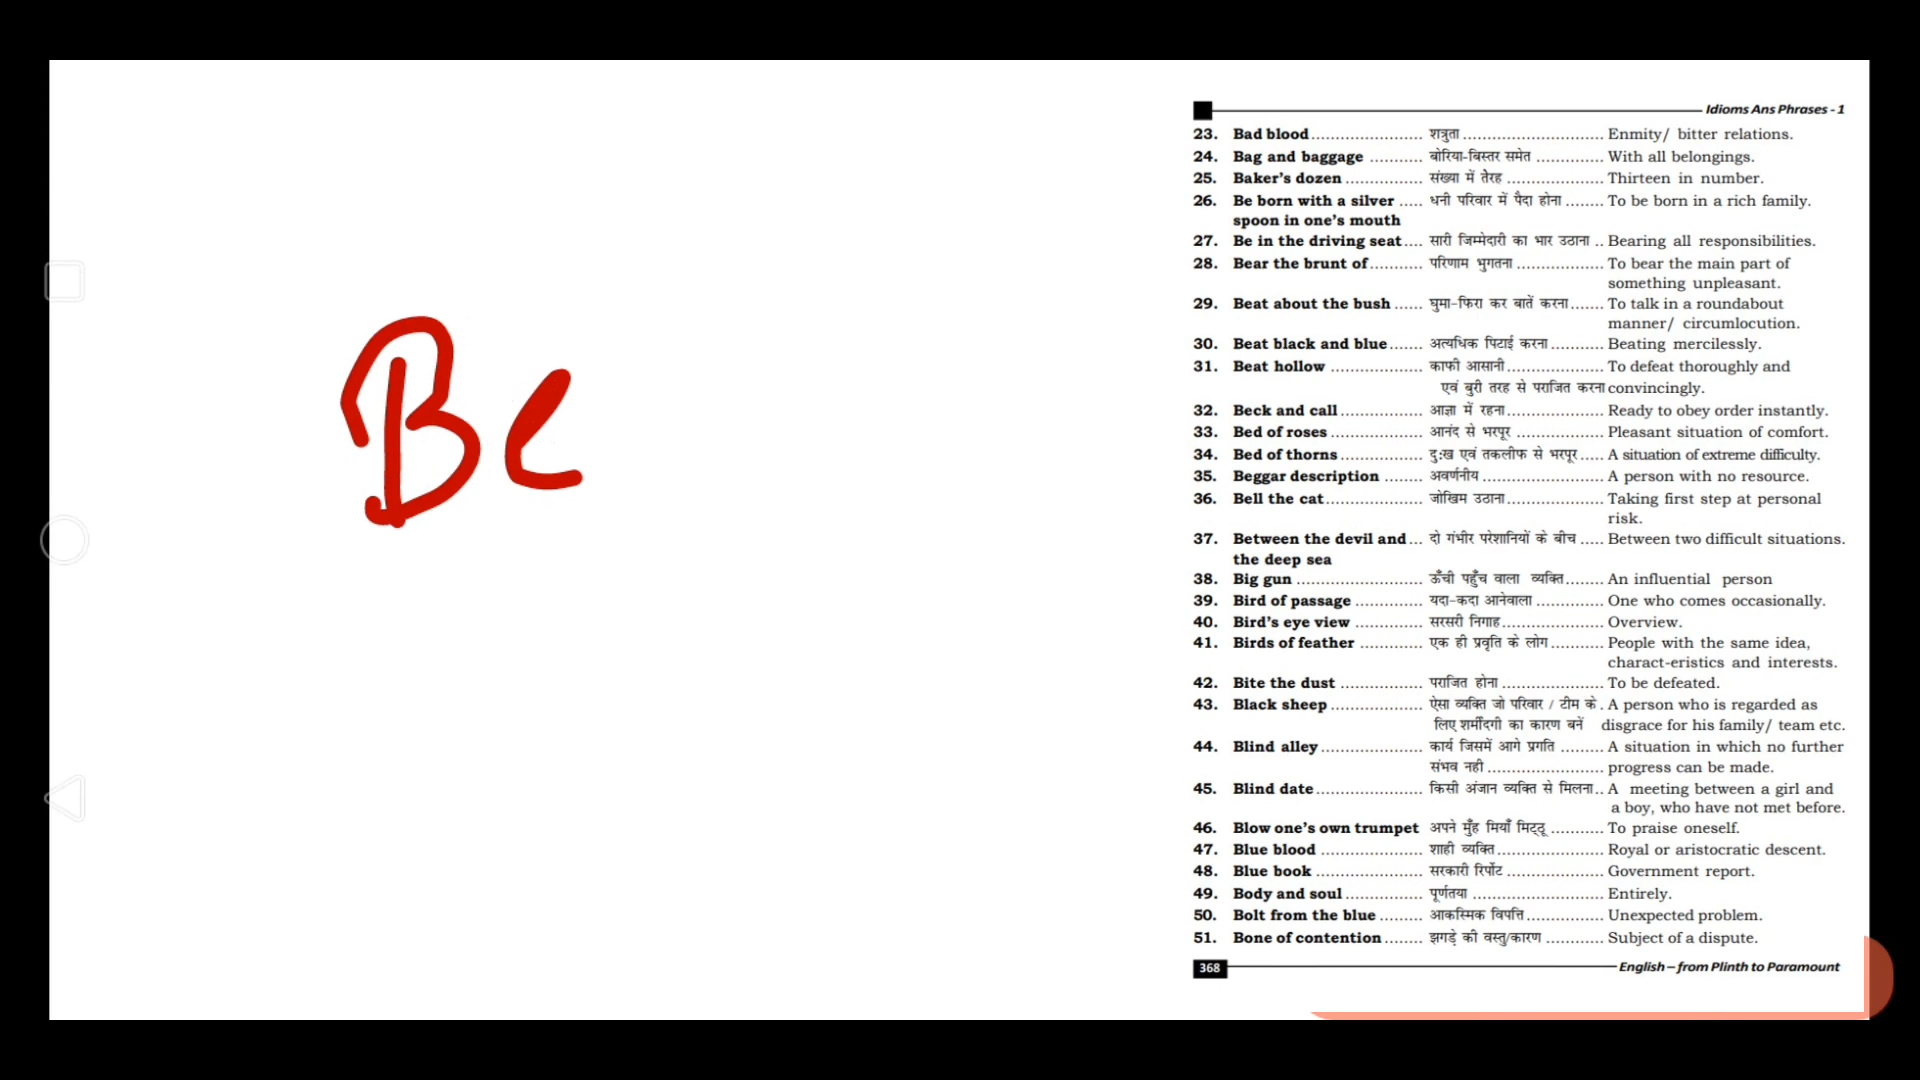 Be
Idioms Ans Phrases - 1
23. Bad blood ....................... शत्रुता ............................. Enmity/ bitter relations.
24. Bag and baggage ........... बोरिया-बिस्तर समेत .............. With all belongings.
25. Baker's dozen ................ संख्या में तेरह .................... Thirteen in number.
26. Be born with a silver ..... धनी परिवार में पैदा होना ........ To be born in a rich family.
spoon in one's mouth
27. Be in the driving seat .... सारी जिम्मेदारी का भार उठाना .. Bearing all responsibilities.
28. Bear the brunt of ........... परिणाम भुगतना .................. To bear the main part of
something unpleasant.
29. Beat about the bush ...... घुमा-फिरा कर बातें करना ....... To talk in a roundabout
manner/ circumlocution.
30. Beat black and blue ....... अत्यधिक पिटाई करना ........... Beating mercilessly.
31. Beat hollow ................... काफी आसानी .................... To defeat thoroughly and
एवं बुरी तरह से पराजित करना convincingly.
32. Beck and call ................. आज्ञा में रहना .................... Ready to obey order instantly.
33. Bed of roses ................... आनंद से भरपूर .................. Pleasant situation of comfort.
34. Bed of thorns ................. दु:ख एवं तकलीफ से भरपूर ..... A situation of extreme difficulty.
35. Beggar description ........ अवर्णनीय ......................... A person with no resource.
36. Bell the cat .................... जोखिम उठाना .................... Taking first step at personal
risk.
37. Between the devil and ... दो गंभीर परेशानियों के बीच ..... Between two difficult situations.
the deep sea
38. Big gun .......................... ऊँची पहुँच वाला व्यक्ति ........ An influential person
39. Bird of passage .............. यदा-कदा आनेवाला .............. One who comes occasionally.
40. Bird's eye view .............. सरसरी निगाह ..................... Overview.
41. Birds of feather ............. एक ही प्रवृति के लोग ........... People with the same idea,
charact-eristics and interests.
42. Bite the dust ................. पराजित होना ..................... To be defeated.
43. Black sheep ................... ऐसा व्यक्ति जो परिवार / टीम के . A person who is regarded as
लिए शर्मींदगी का कारण बनें disgrace for his family/ team etc.
44. Blind alley ..................... कार्य जिसमें आगे प्रगति ......... A situation in which no further
संभव नही ........................ progress can be made.
45. Blind date ...................... किसी अंजान व्यक्ति से मिलना .. A meeting between a girl and
a boy, who have not met before.
46. Blow one's own trumpet अपने मुँह मियाँ मिट्ठू ........... To praise oneself.
47. Blue blood ..................... शाही व्यक्ति ...................... Royal or aristocratic descent.
48. Blue book ...................... सरकारी रिर्पोट .................... Government report.
49. Body and soul ................ पूर्णतया ........................... Entirely.
50. Bolt from the blue ......... आकस्मिक विपत्ति ................ Unexpected problem.
51. Bone of contention ........ झगड़े की वस्तु/कारण ............ Subject of a dispute.
368 English – from Plinth to Paramount